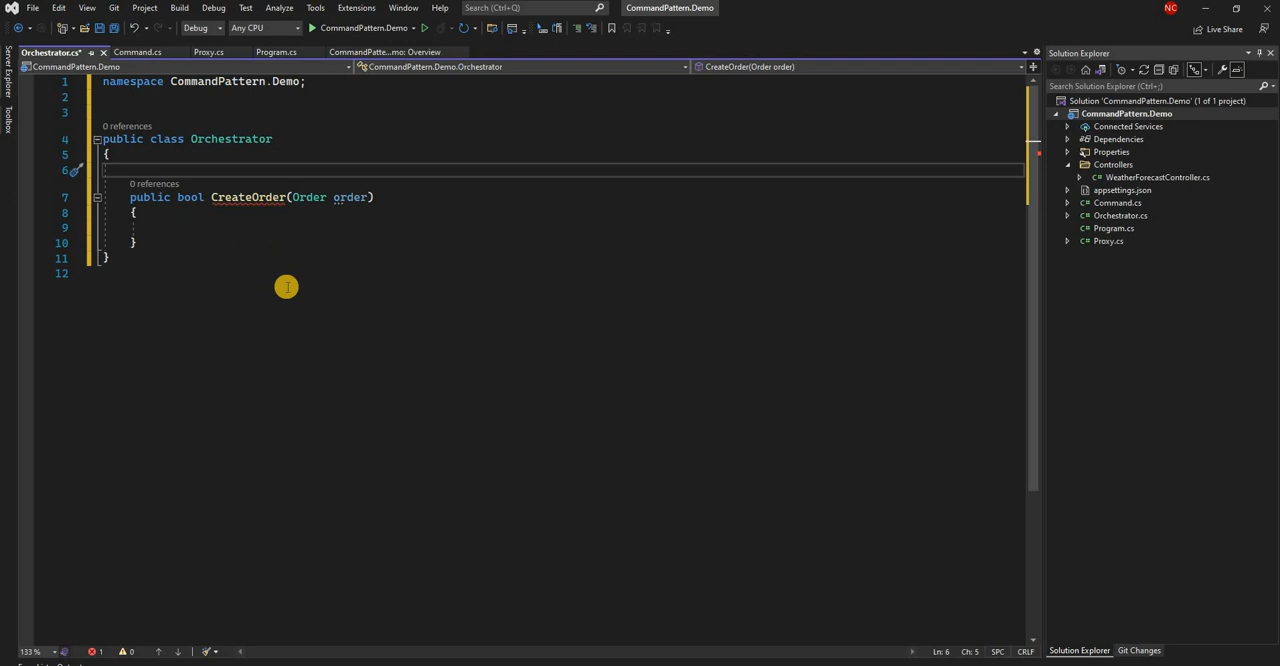 File Edit View Git Project Build Debug Test Analyze Tools Extensions Window Help Search (Ctrl+Q) CommandPattern.Demo NC
Debug Any CPU CommandPattern.Demo Live Share
Orchestrator.cs* Command.cs Proxy.cs Program.cs CommandPatte...mo: Overview
CommandPattern.Demo CommandPattern.Demo.Orchestrator CreateOrder(Order order)
Server Explorer
Toolbox
1 namespace CommandPattern.Demo;
2
3
0 references
4 public class Orchestrator
5 {
6
0 references
7 public bool CreateOrder(Order order)
8 {
9
10 }
11 }
12
133 % 1 0 Ln: 6 Ch: 5 SPC CRLF
Solution Explorer
Search Solution Explorer (Ctrl+;)
Solution 'CommandPattern.Demo' (1 of 1 project)
CommandPattern.Demo
Connected Services
Dependencies
Properties
Controllers
C# WeatherForecastController.cs
appsettings.json
C# Command.cs
C# Orchestrator.cs
C# Program.cs
C# Proxy.cs
Solution Explorer Git Changes